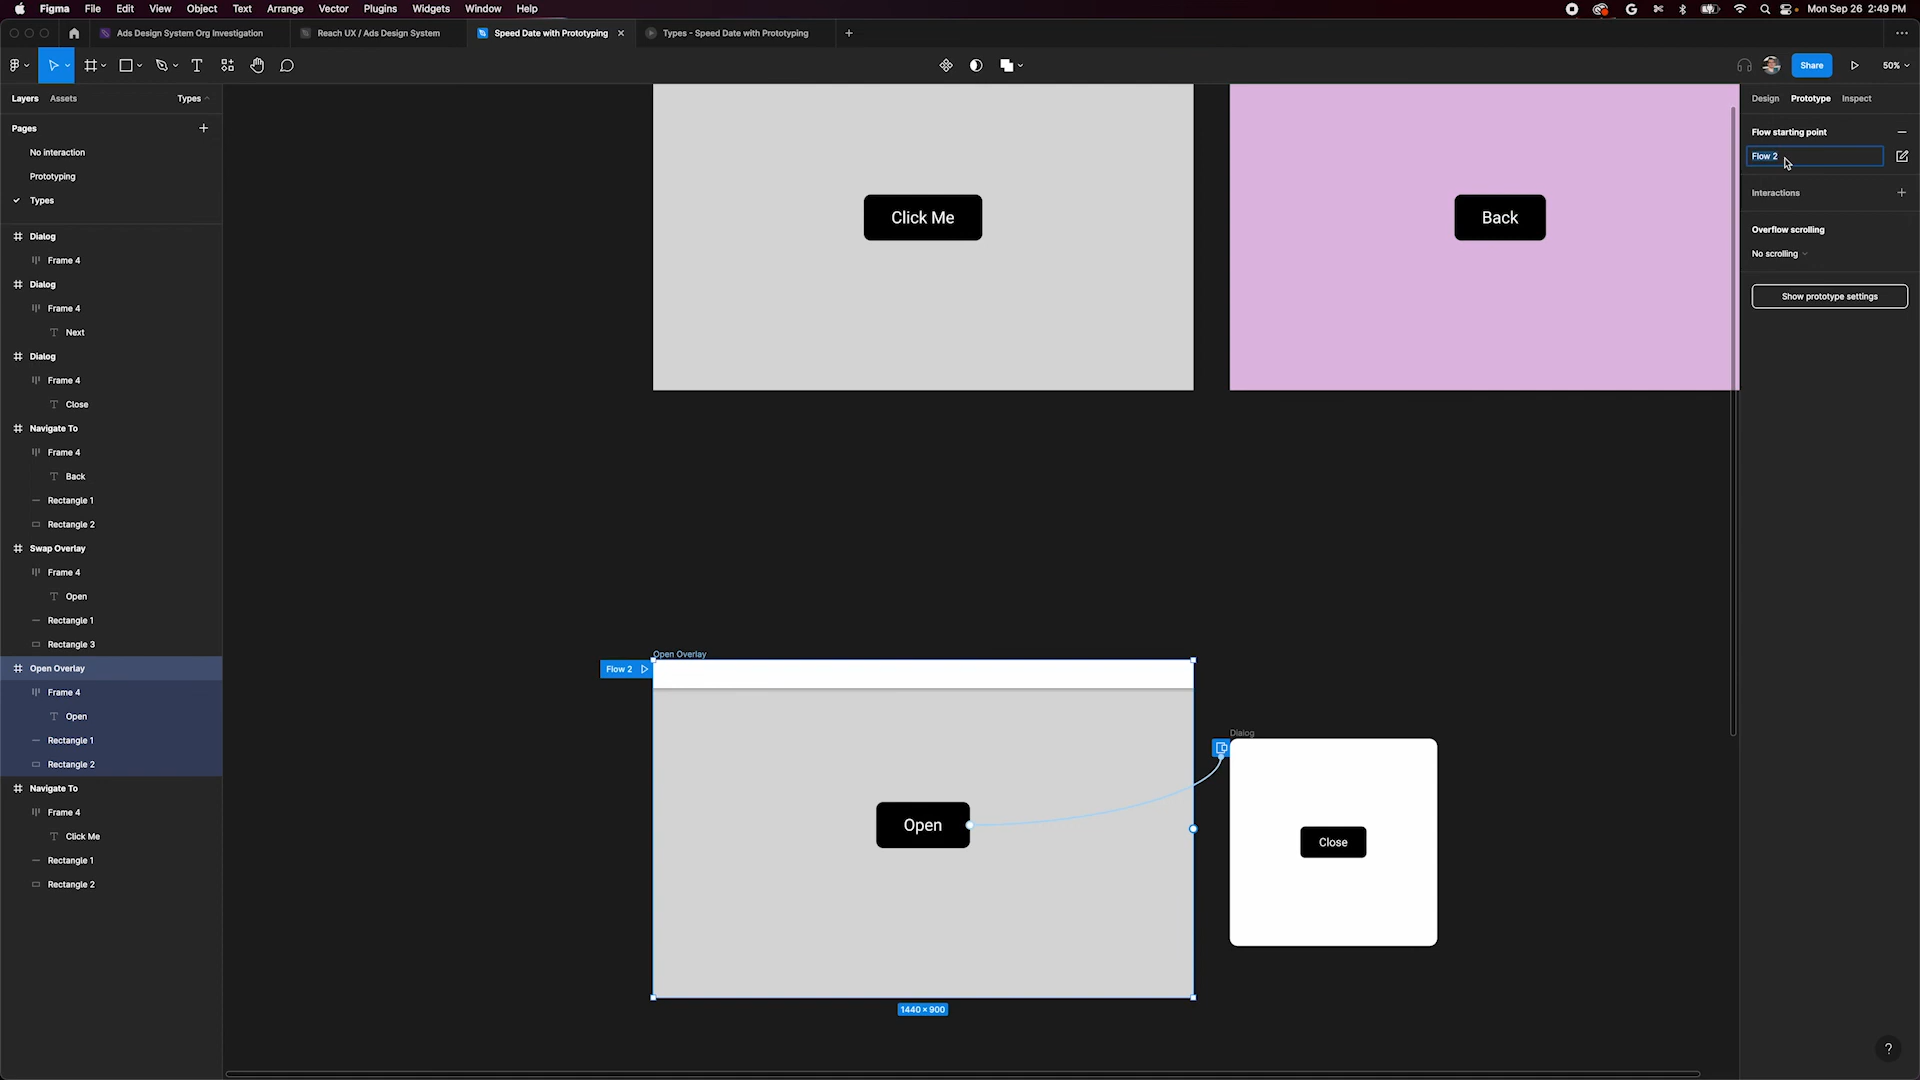 Figma File Edit View Object Text Arrange Vector Plugins Widgets Window Help
Mon Sep 26 2:49 PM
Ads Design System Org Investigation
Reach UX / Ads Design System
Speed Date with Prototyping
Types - Speed Date with Prototyping
Share
50%
Layers
Assets
Types
Design
Prototype
Inspect
Pages
No interaction
Prototyping
Types
Dialog
Frame 4
Dialog
Frame 4
Next
Dialog
Frame 4
Close
Navigate To
Frame 4
Back
Rectangle 1
Rectangle 2
Swap Overlay
Frame 4
Open
Rectangle 1
Rectangle 3
Open Overlay
Frame 4
Open
Rectangle 1
Rectangle 2
Navigate To
Frame 4
Click Me
Rectangle 1
Rectangle 2
Click Me
Back
Open Overlay
Flow 2
Open
1440 × 900
Dialog
Close
Flow starting point
Flow 2
Interactions
Overflow scrolling
No scrolling
Show prototype settings
?